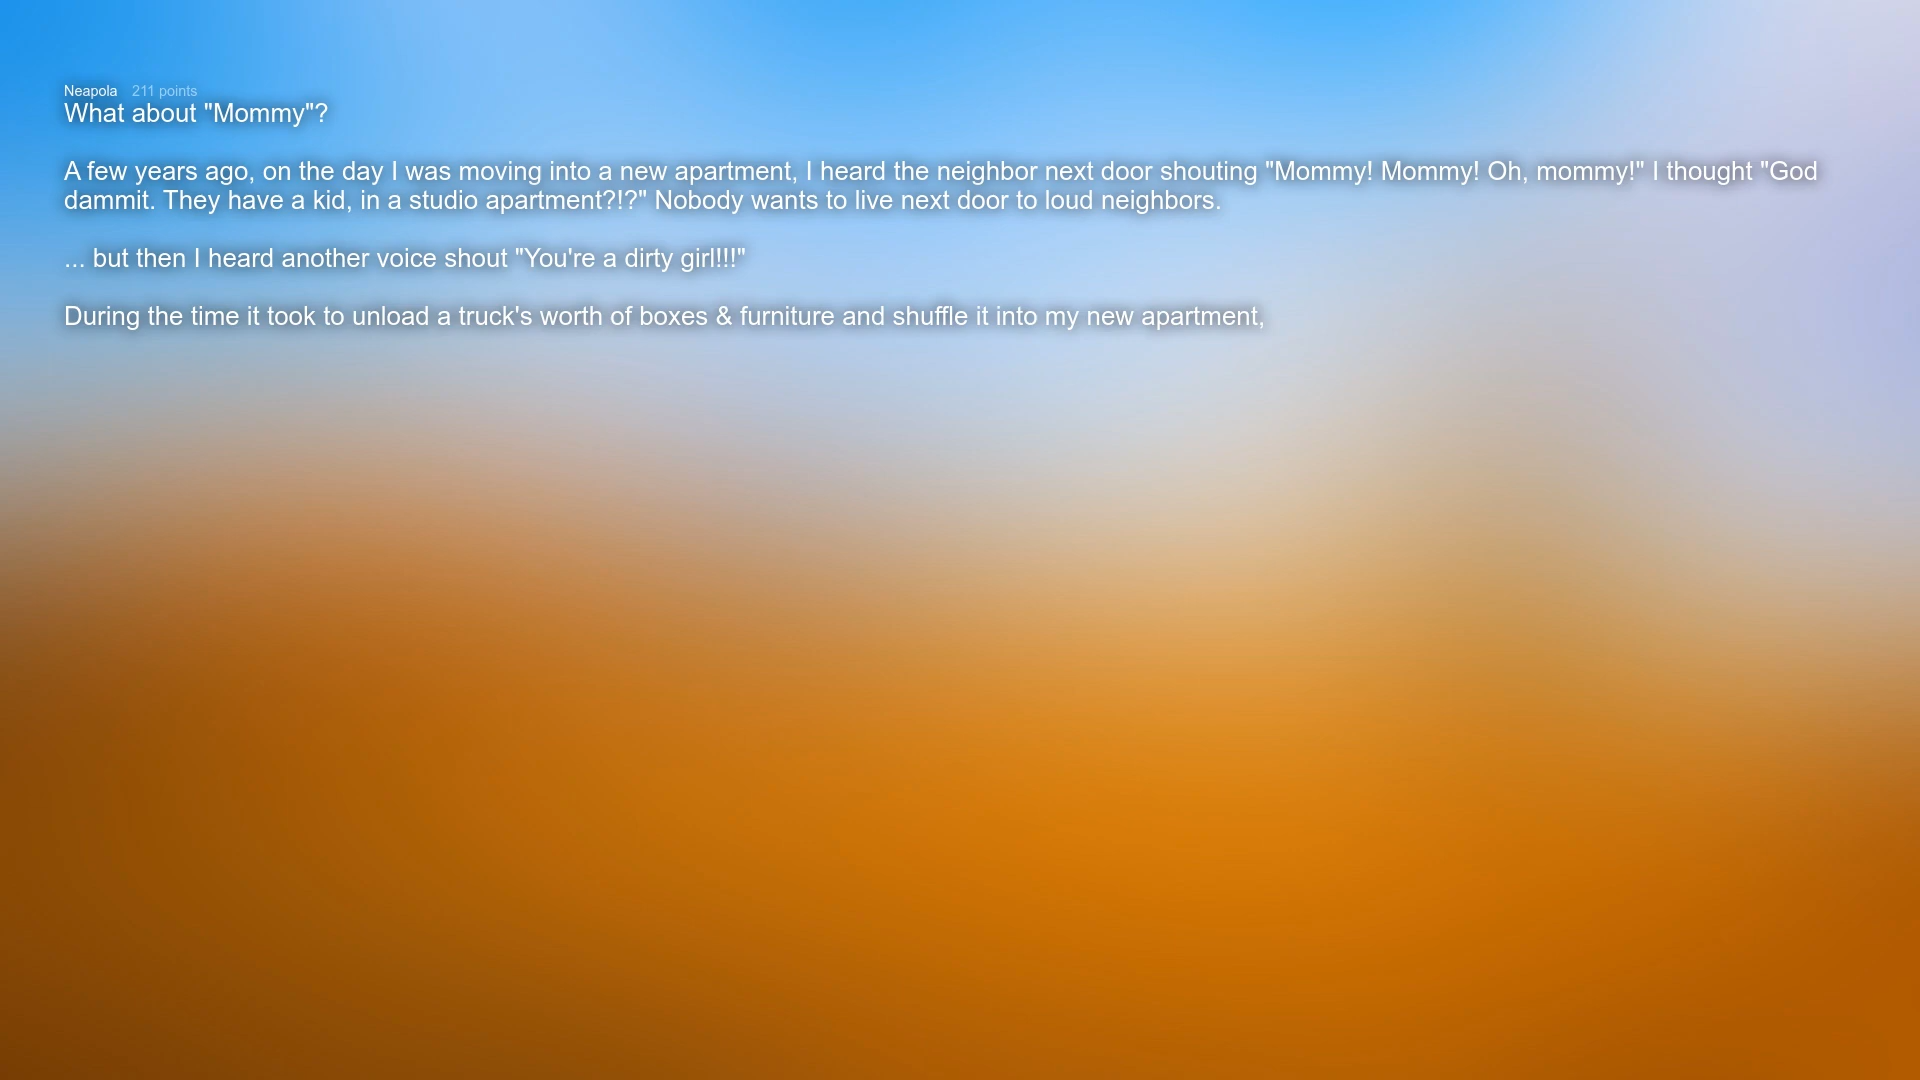 Neapola 211 points
What about "Mommy"?
A few years ago, on the day I was moving into a new apartment, I heard the neighbor next door shouting "Mommy! Mommy! Oh, mommy!" I thought "God
dammit. They have a kid, in a studio apartment?!?" Nobody wants to live next door to loud neighbors.
... but then I heard another voice shout "You're a dirty girl!!!"
During the time it took to unload a truck's worth of boxes & furniture and shuffle it into my new apartment,